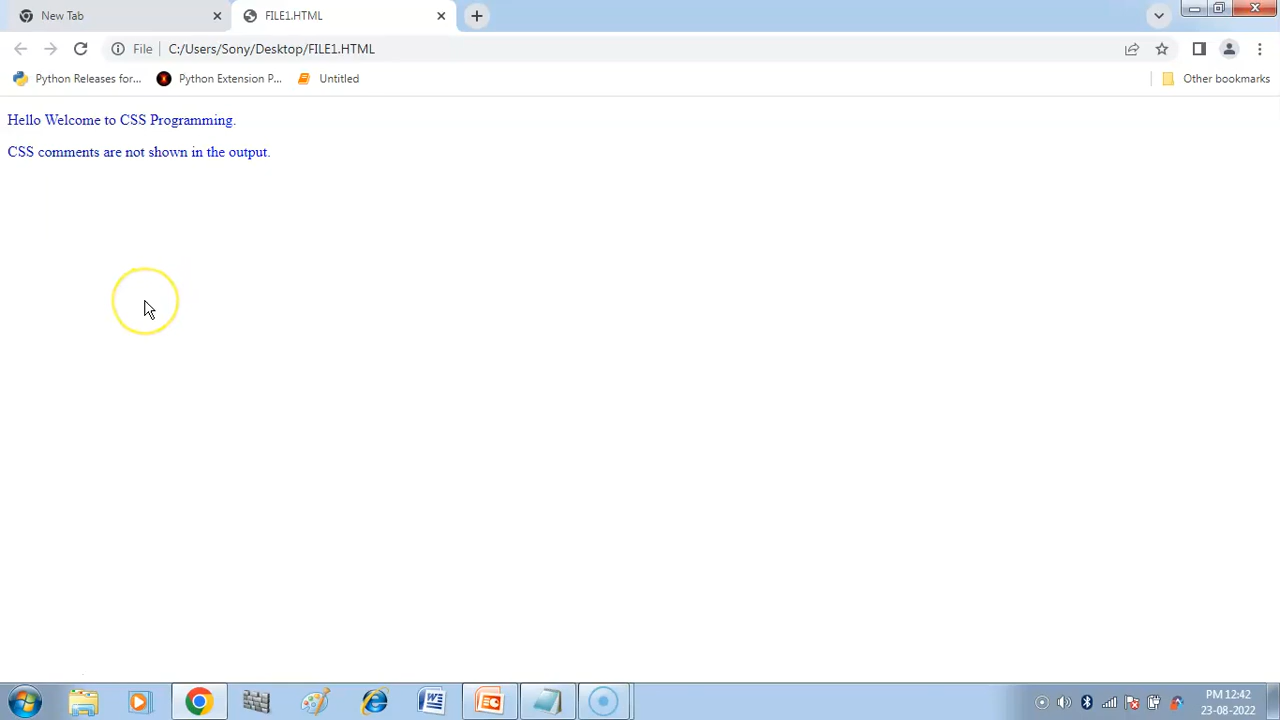 New Tab
FILE1.HTML
File
C:/Users/Sony/Desktop/FILE1.HTML
Python Releases for...
Python Extension P...
Untitled
Other bookmarks
Hello Welcome to CSS Programming.
CSS comments are not shown in the output.
PM 12:42
23-08-2022